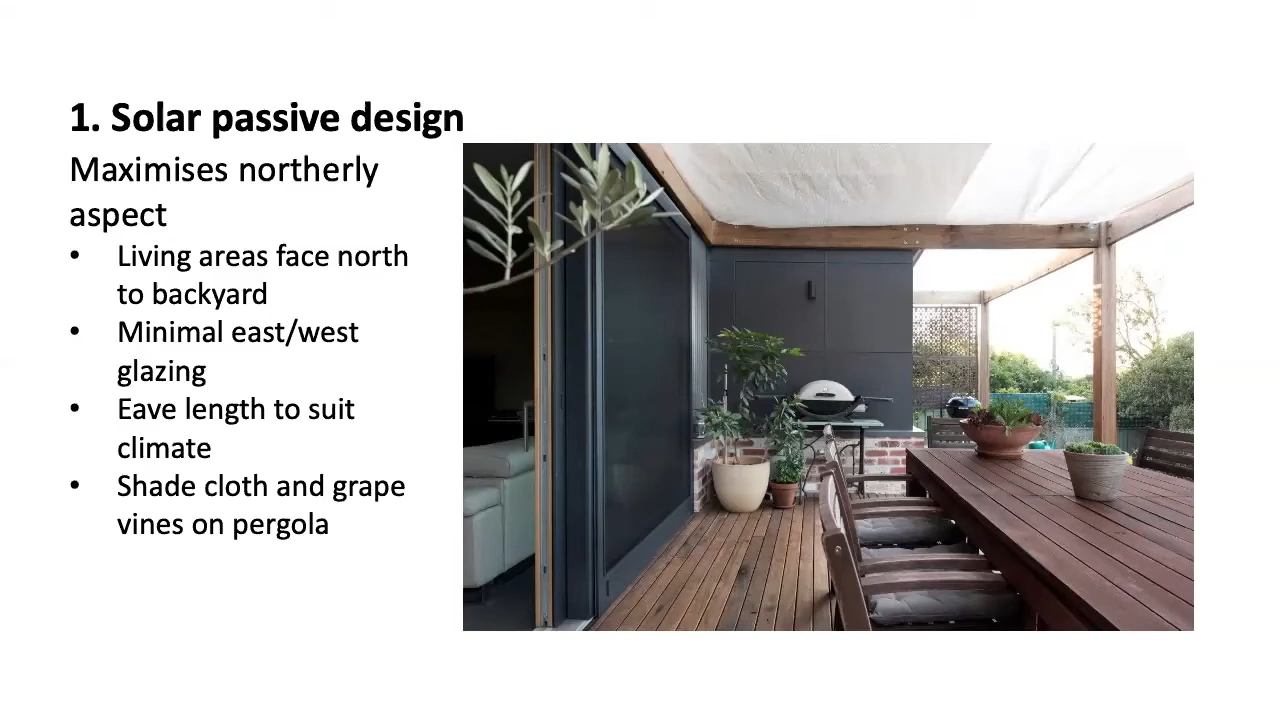 1. Solar passive design
Maximises northerly
aspect
• Living areas face north
to backyard
• Minimal east/west
glazing
• Eave length to suit
climate
• Shade cloth and grape
vines on pergola